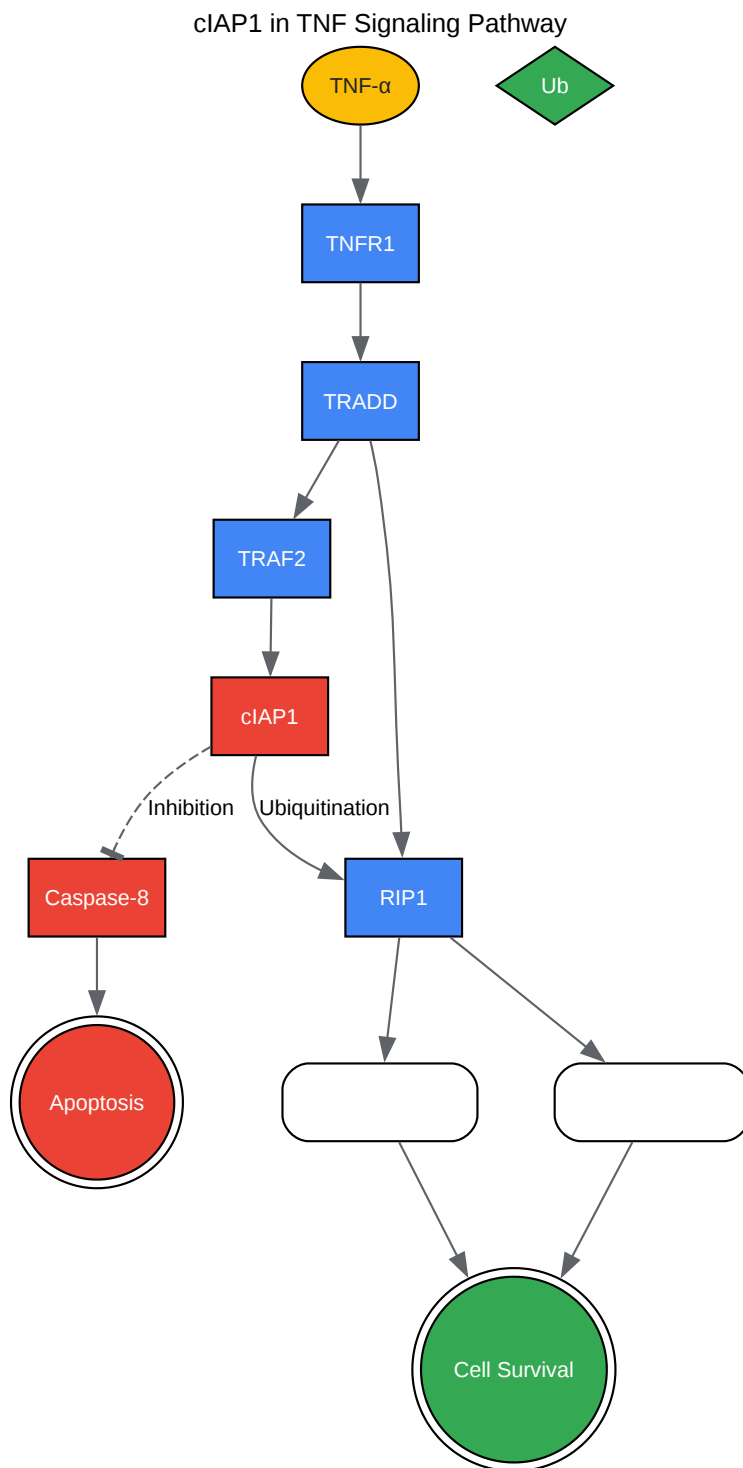 cIAP1 in TNF Signaling Pathway
TNF-α
Ub
TNFR1
TRADD
TRAF2
cIAP1
Inhibition
Ubiquitination
Caspase-8
RIP1
Apoptosis
Cell Survival